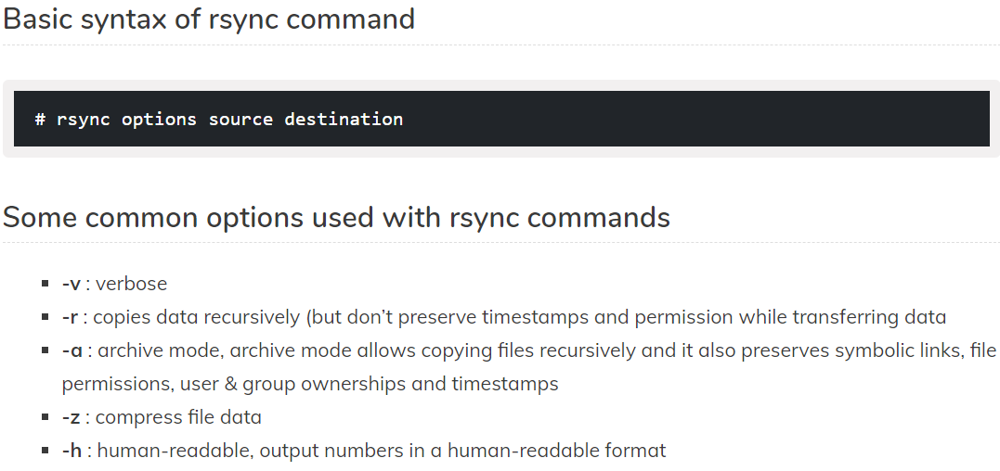 Basic syntax of rsync command
# rsync options source destination
Some common options used with rsync commands
▪ -v : verbose
▪ -r : copies data recursively (but don’t preserve timestamps and permission while transferring data
▪ -a : archive mode, archive mode allows copying files recursively and it also preserves symbolic links, file
permissions, user & group ownerships and timestamps
▪ -z : compress file data
▪ -h : human-readable, output numbers in a human-readable format